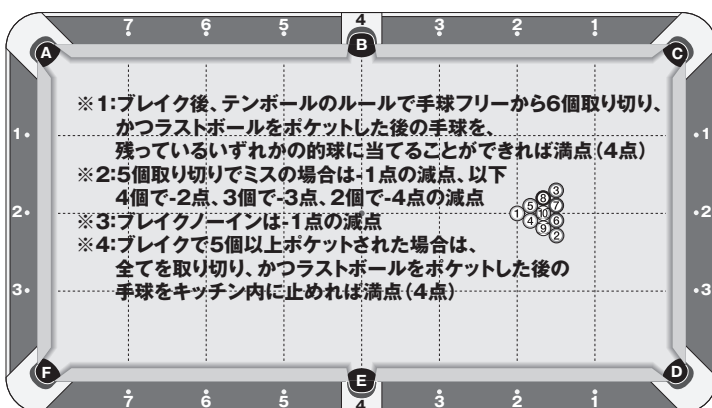 7 6 5 4 3 2 1
A B C
※1:ブレイク後、テンボールのルールで手球フリーから6個取り切り、
かつラストボールをポケットした後の手球を、
1 残っているいずれかの的球に当てることができれば満点(4点) 1
※2:5個取り切りでミスの場合は-1点の減点、以下
4個で-2点、3個で-3点、2個で-4点の減点
3
8
5 7
2 1 10 2
4 6
9
2
※3:ブレイクノーインは-1点の減点
※4:ブレイクで5個以上ポケットされた場合は、
全てを取り切り、かつラストボールをポケットした後の
3 手球をキッチン内に止めれば満点(4点) 3
F E D
7 6 5 4 3 2 1